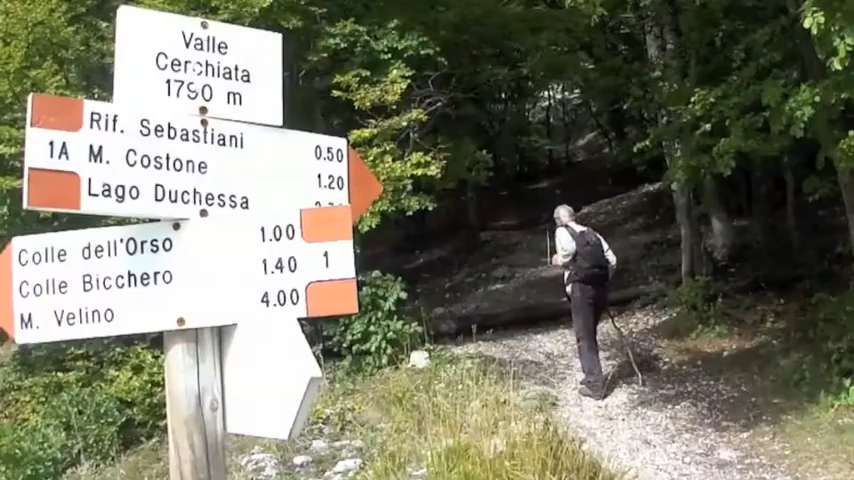 Valle
Cerchiata
1790 m
Rif. Sebastiani 0.50
1A M. Costone 1.20
Lago Duchessa
Colle dell'Orso 1.00
Colle Bicchero 1.40 1
M. Velino 4.00